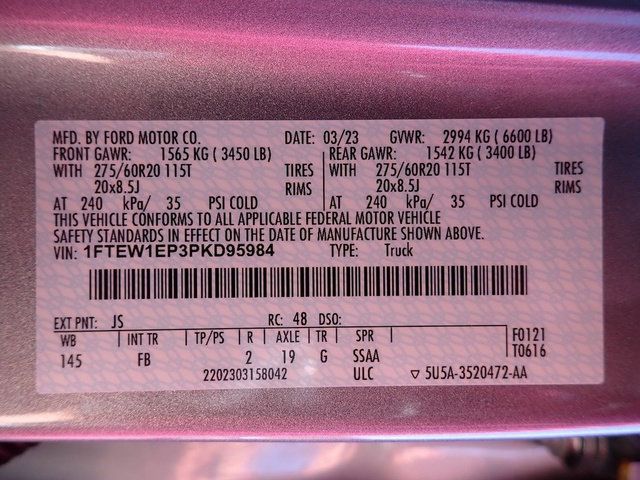 MFD. BY FORD MOTOR CO. DATE: 03/23 GVWR: 2994 KG ( 6600 LB)
FRONT GAWR: 1565 KG ( 3450 LB) REAR GAWR: 1542 KG ( 3400 LB)
WITH 275/60R20 115T TIRES WITH 275/60R20 115T TIRES
20x8.5J RIMS 20x8.5J RIMS
AT 240 kPa/ 35 PSI COLD AT 240 kPa/ 35 PSI COLD
THIS VEHICLE CONFORMS TO ALL APPLICABLE FEDERAL MOTOR VEHICLE
SAFETY STANDARDS IN EFFECT ON THE DATE OF MANUFACTURE SHOWN ABOVE.
VIN: 1FTEW1EP3PKD95984 TYPE: Truck
EXT PNT: JS RC: 48 DSO:
WB INT TR TP/PS R AXLE TR SPR F0121
145 FB 2 19 G SSAA T0616
2202303158042 ULC ▽ 5U5A-3520472-AA